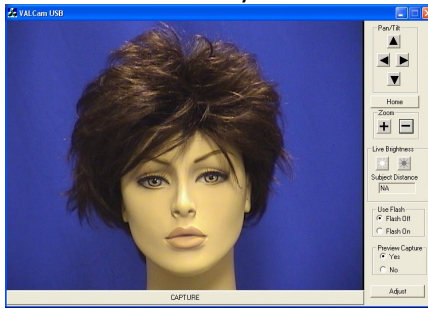 VALCam USB
Pan/Tilt
Home
Zoom
Live Brightness
Subject Distance
NA
Use Flash
Flash Off
Flash On
Preview Capture
Yes
No
CAPTURE
Adjust